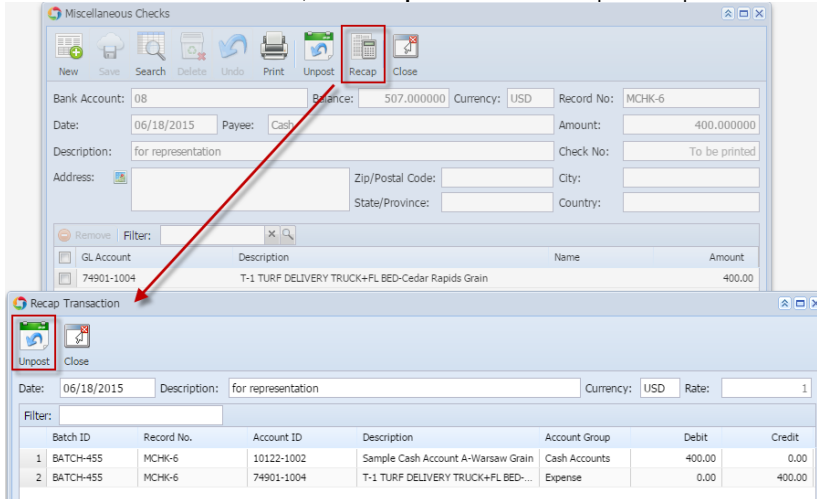 Miscellaneous Checks
New Save Search Delete Undo Print Unpost Recap Close
Bank Account: 08 Balance: 507.000000 Currency: USD Record No: MCHK-6
Date: 06/18/2015 Payee: Cash Amount: 400.000000
Description: for representation Check No: To be printed
Address: Zip/Postal Code: City:
State/Province: Country:
Remove Filter:
GL Account Description Name Amount
74901-1004 T-1 TURF DELIVERY TRUCK+FL BED-Cedar Rapids Grain 400.00
Recap Transaction
Unpost Close
Date: 06/18/2015 Description: for representation Currency: USD Rate: 1
Filter:
Batch ID Record No. Account ID Description Account Group Debit Credit
1 BATCH-455 MCHK-6 10122-1002 Sample Cash Account A-Warsaw Grain Cash Accounts 400.00 0.00
2 BATCH-455 MCHK-6 74901-1004 T-1 TURF DELIVERY TRUCK+FL BED-... Expense 0.00 400.00